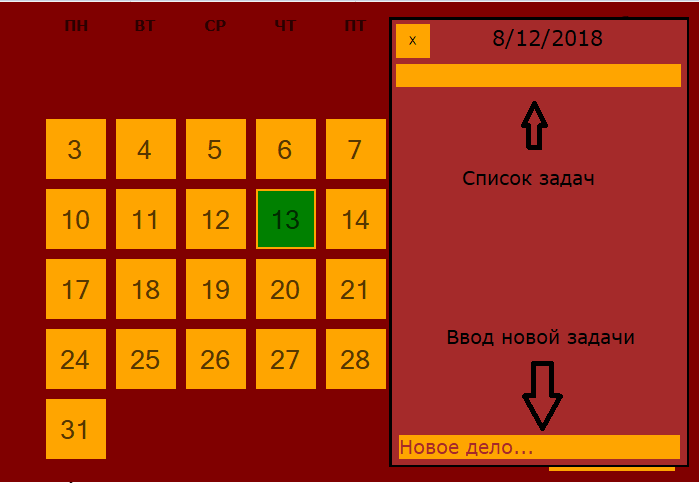 ПН ВТ СР ЧТ ПТ
3 4 5 6 7
10 11 12 13 14
17 18 19 20 21
24 25 26 27 28
31
x 8/12/2018
Список задач
Ввод новой задачи
Новое дело...